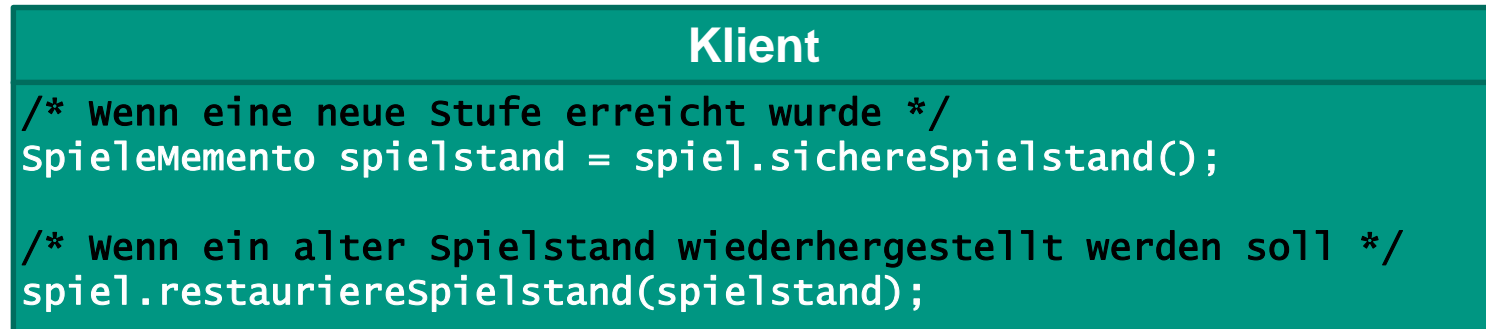 Klient
/* Wenn eine neue Stufe erreicht wurde */
SpieleMemento spielstand = spiel.sichereSpielstand();
/* Wenn ein alter Spielstand wiederhergestellt werden soll */
spiel.restauriereSpielstand(spielstand);